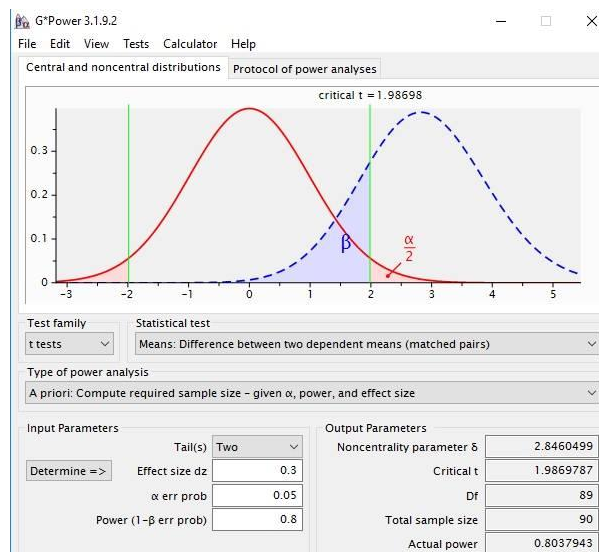 G*Power 3.1.9.2
File Edit View Tests Calculator Help
Central and noncentral distributions Protocol of power analyses
critical t = 1.98698
0.3
0.2
0.1
0
β
α
2
-3 -2 -1 0 1 2 3 4 5
Test family Statistical test
t tests Means: Difference between two dependent means (matched pairs)
Type of power analysis
A priori: Compute required sample size - given α, power, and effect size
Input Parameters Output Parameters
Tail(s) Two Noncentrality parameter δ 2.8460499
Determine => Effect size dz 0.3 Critical t 1.9869787
α err prob 0.05 Df 89
Power (1-β err prob) 0.8 Total sample size 90
Actual power 0.8037943